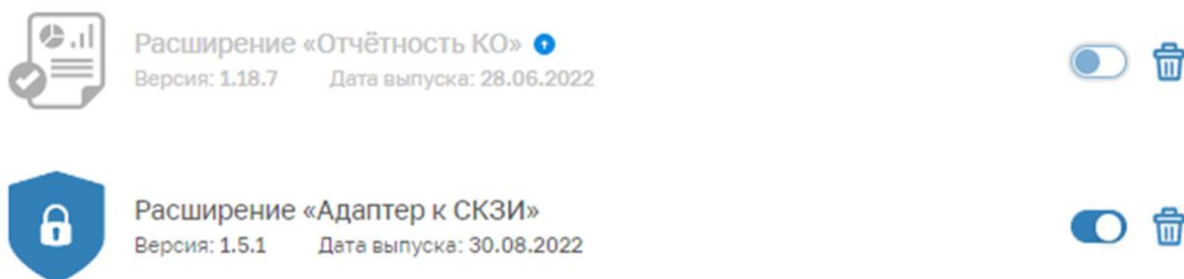 Расширение «Отчётность КО»
Версия: 1.18.7 Дата выпуска: 28.06.2022
Расширение «Адаптер к СКЗИ»
Версия: 1.5.1 Дата выпуска: 30.08.2022